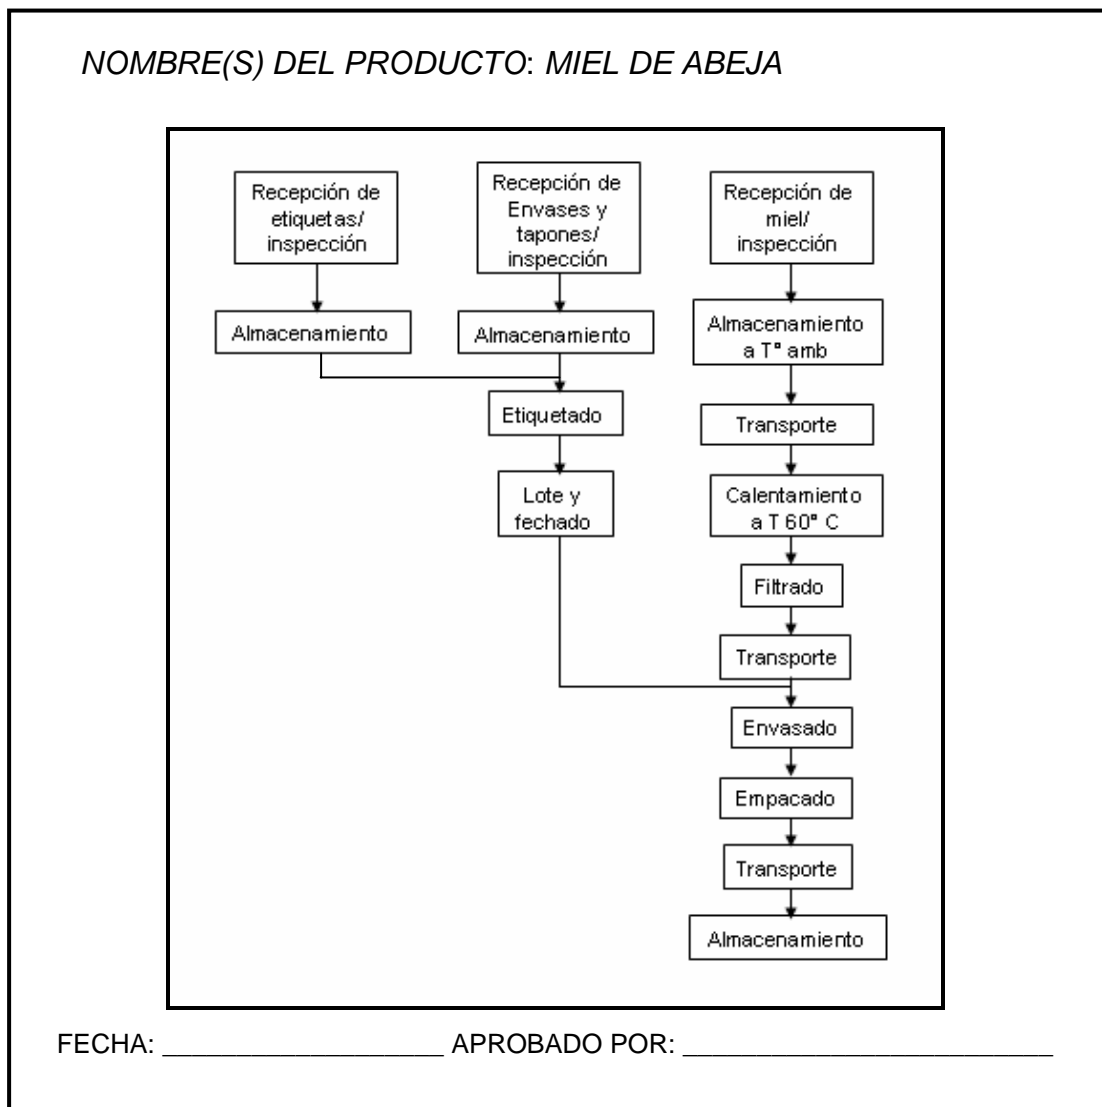 NOMBRE(S) DEL PRODUCTO: MIEL DE ABEJA
Recepción de
etiquetas/
inspección
Almacenamiento
Recepción de
Envases y
tapones/
inspección
Almacenamiento
Etiquetado
Lote y
fechado
Recepción de
miel/
inspección
Almacenamiento
a T° amb
Transporte
Calentamiento
a T 60° C
Filtrado
Transporte
Envasado
Empacado
Transporte
Almacenamiento
FECHA: ___________________ APROBADO POR: _________________________